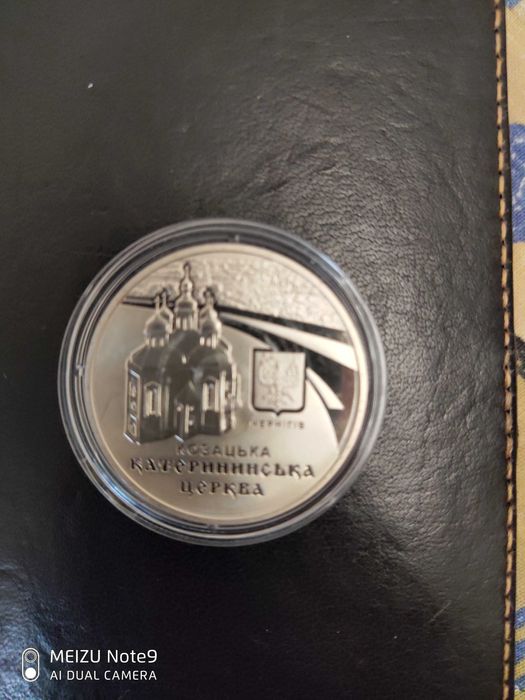 ЧЕРНІГІВ
КОЗАЦЬКА
КАТЕРИНИНСЬКА
ЦЕРКВА
MEIZU Note9
AI DUAL CAMERA